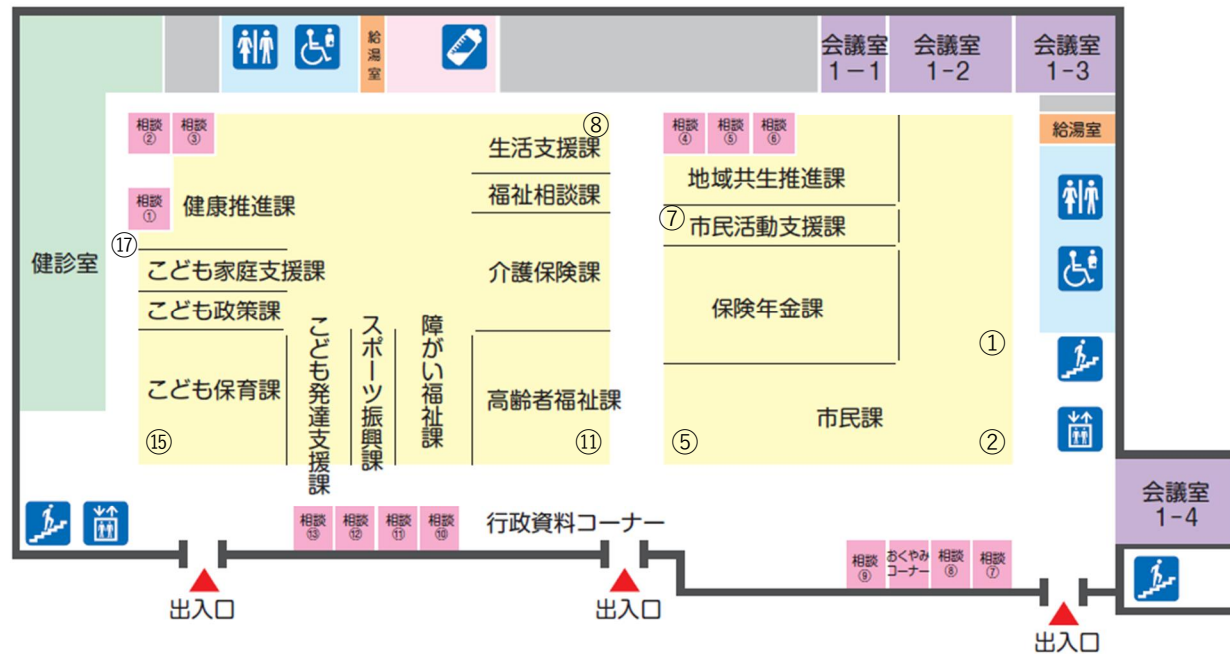 給湯室
会議室
1－1
会議室
1-2
会議室
1-3
相談
②
相談
③
⑧
生活支援課
相談
④
相談
⑤
相談
⑥
給湯室
福祉相談課
地域共生推進課
相談
①
健康推進課
⑦
市民活動支援課
⑰
健診室
こども家庭支援課
介護保険課
こども政策課
保険年金課
こども発達支援課
スポーツ振興課
障がい福祉課
①
こども保育課
高齢者福祉課
市民課
⑮
⑪
⑤
②
会議室
1-4
相談
⑬
相談
⑫
相談
⑪
相談
⑩
行政資料コーナー
相談
⑨
おくやみ
コーナー
相談
⑧
相談
⑦
出入口
出入口
出入口